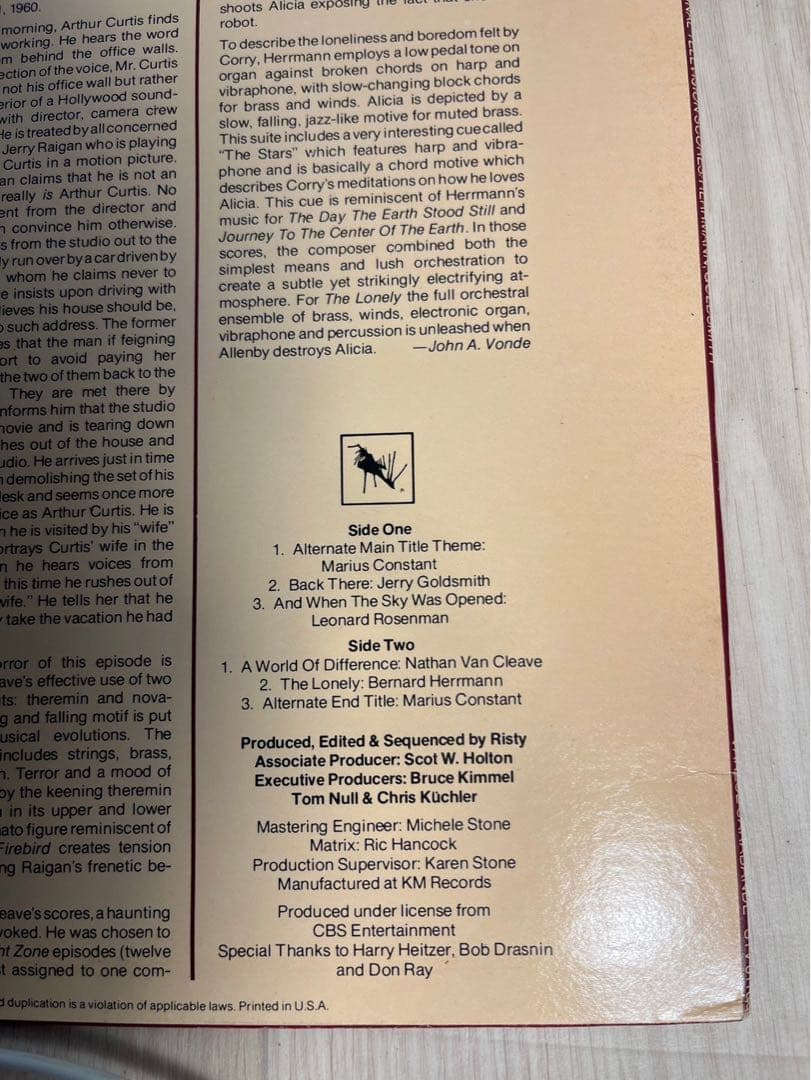 1960.
morning, Arthur Curtis finds
working. He hears the word
behind the office walls.
of the voice, Mr. Curtis
not his office wall but rather
of a Hollywood sound-
with director, camera crew
He is treated by all concerned
Jerry Raigan who is playing
Curtis in a motion picture.
claims that he is not an
really is Arthur Curtis. No
from the director and
convince him otherwise.
from the studio out to the
run over by a car driven by
whom he claims never to
insists upon driving with
his house should be,
such address. The former
that the man if feigning
to avoid paying her
the two of them back to the
They are met there by
informs him that the studio
movie and is tearing down
out of the house and
He arrives just in time
demolishing the set of his
desk and seems once more
as Arthur Curtis. He is
he is visited by his "wife"
Curtis' wife in the
he hears voices from
this time he rushes out of
He tells her that he
take the vacation he had
of this episode is
effective use of two
theremin and nova-
and falling motif is put
evolutions. The
includes strings, brass,
Terror and a mood of
by the keening theremin
in its upper and lower
figure reminiscent of
Firebird creates tension
Raigan's frenetic be-
scores, a haunting
He was chosen to
Zone episodes (twelve
assigned to one com-
duplication is a violation of applicable laws. Printed in U.S.A.
shoots Alicia exposing the fact that
robot.
To describe the loneliness and boredom felt by
Corry, Herrmann employs a low pedal tone on
organ against broken chords on harp and
vibraphone, with slow-changing block chords
for brass and winds. Alicia is depicted by a
slow, falling, jazz-like motive for muted brass.
This suite includes a very interesting cue called
"The Stars" which features harp and vibra-
phone and is basically a chord motive which
describes Corry's meditations on how he loves
Alicia. This cue is reminiscent of Herrmann's
music for The Day The Earth Stood Still and
Journey To The Center Of The Earth. In those
scores, the composer combined both the
simplest means and lush orchestration to
create a subtle yet strikingly electrifying at-
mosphere. For The Lonely the full orchestral
ensemble of brass, winds, electronic organ,
vibraphone and percussion is unleashed when
Allenby destroys Alicia. —John A. Vonde
Side One
1. Alternate Main Title Theme:
Marius Constant
2. Back There: Jerry Goldsmith
3. And When The Sky Was Opened:
Leonard Rosenman
Side Two
1. A World Of Difference: Nathan Van Cleave
2. The Lonely: Bernard Herrmann
3. Alternate End Title: Marius Constant
Produced, Edited & Sequenced by Risty
Associate Producer: Scot W. Holton
Executive Producers: Bruce Kimmel
Tom Null & Chris Küchler
Mastering Engineer: Michele Stone
Matrix: Ric Hancock
Production Supervisor: Karen Stone
Manufactured at KM Records
Produced under license from
CBS Entertainment
Special Thanks to Harry Heitzer, Bob Drasnin
and Don Ray